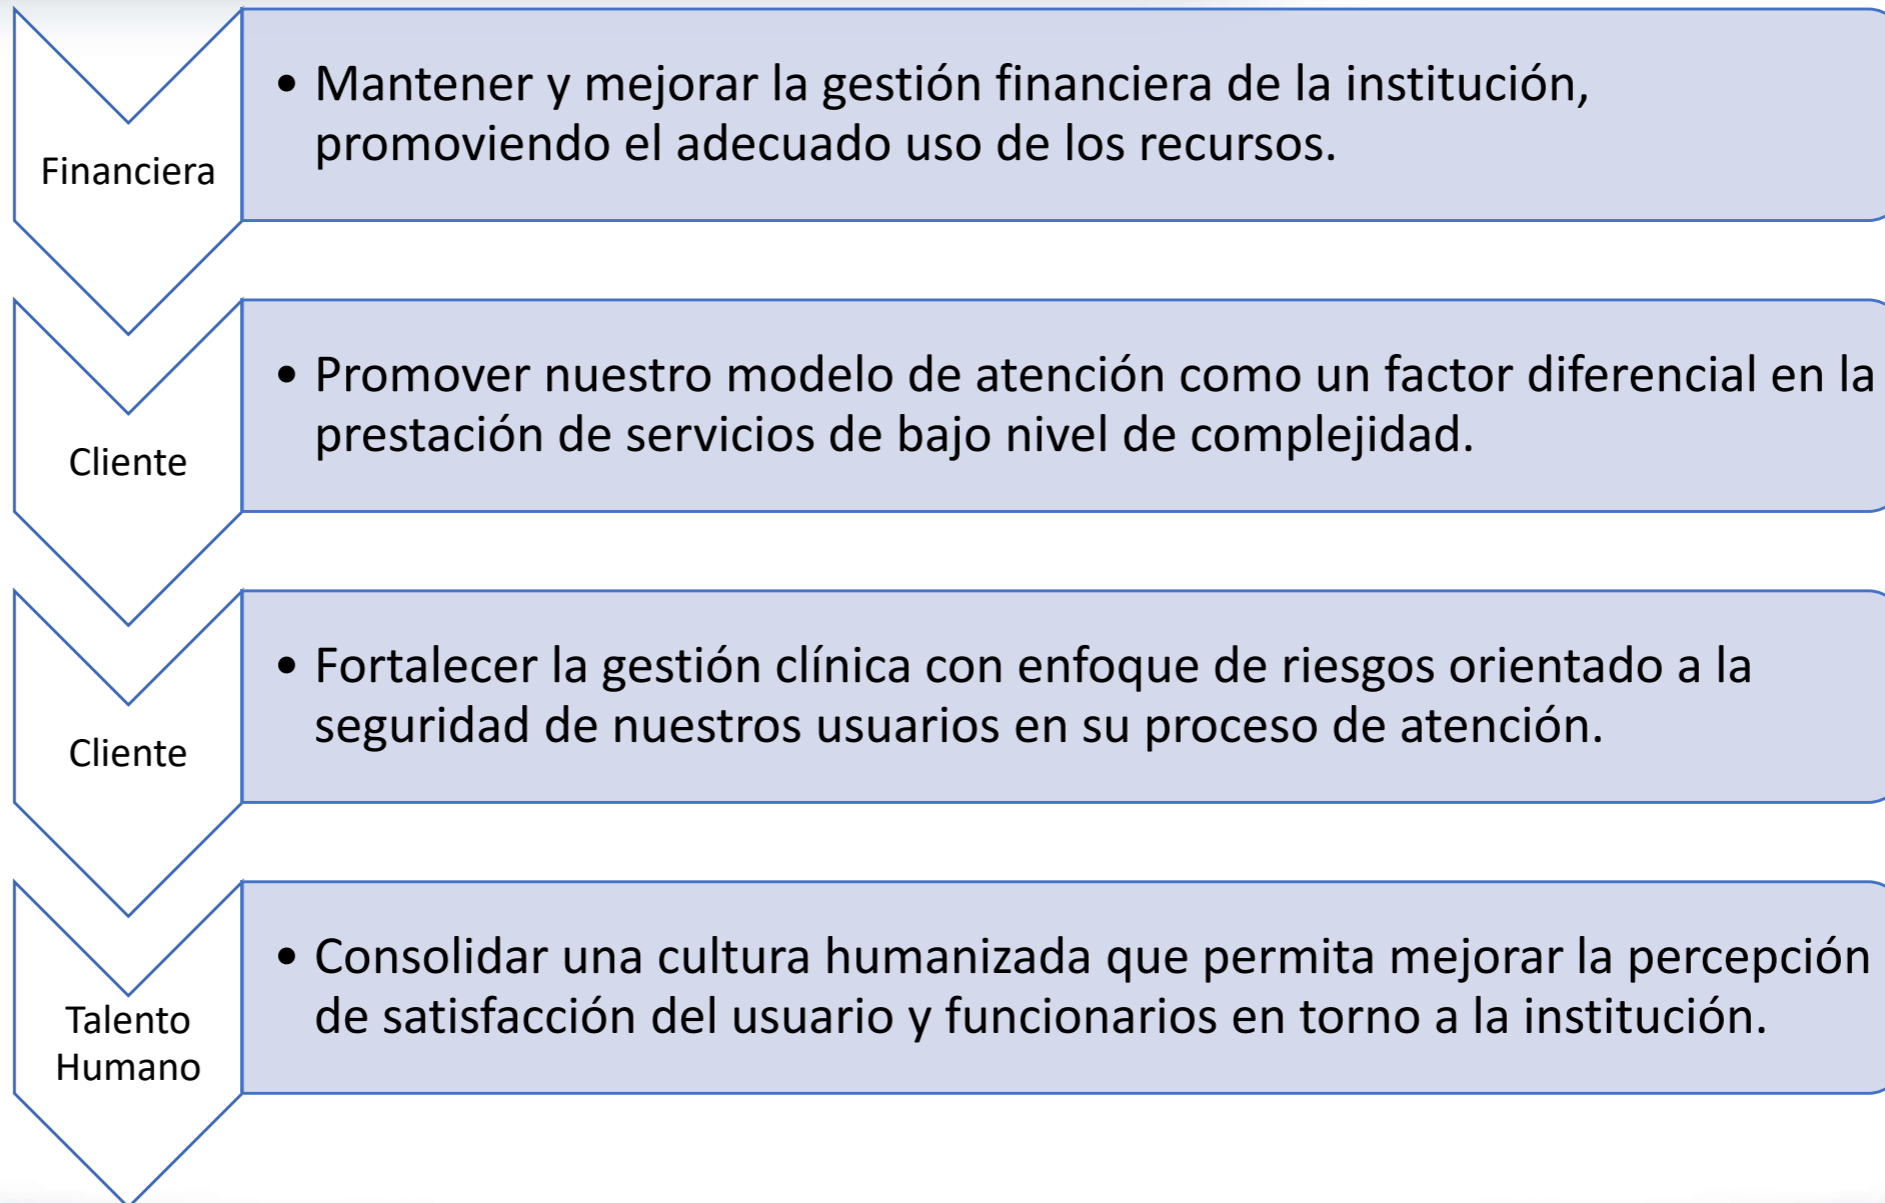 Financiera
• Mantener y mejorar la gestión financiera de la institución,
promoviendo el adecuado uso de los recursos.
Cliente
• Promover nuestro modelo de atención como un factor diferencial en la
prestación de servicios de bajo nivel de complejidad.
Cliente
• Fortalecer la gestión clínica con enfoque de riesgos orientado a la
seguridad de nuestros usuarios en su proceso de atención.
Talento
Humano
• Consolidar una cultura humanizada que permita mejorar la percepción
de satisfacción del usuario y funcionarios en torno a la institución.